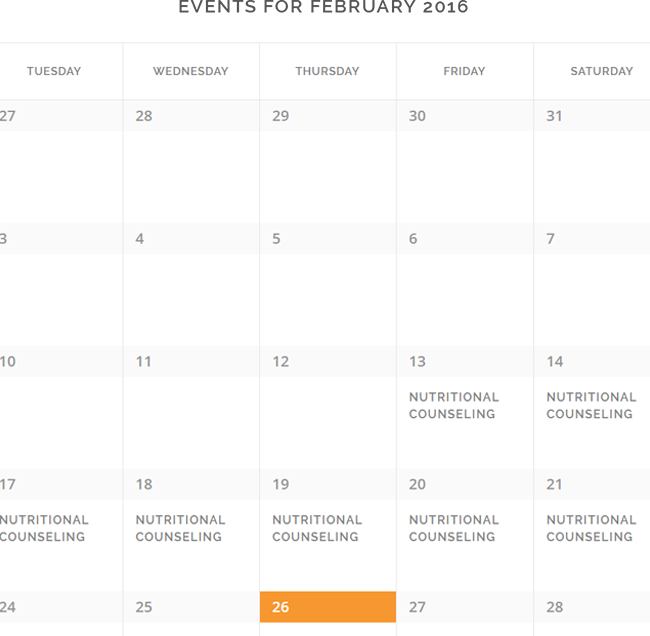 EVENTS FOR FEBRUARY 2016
TUESDAY WEDNESDAY THURSDAY FRIDAY SATURDAY
27 28 29 30 31
3 4 5 6 7
10 11 12 13 14
NUTRITIONAL NUTRITIONAL
COUNSELING COUNSELING
17 18 19 20 21
NUTRITIONAL NUTRITIONAL NUTRITIONAL NUTRITIONAL NUTRITIONAL
COUNSELING COUNSELING COUNSELING COUNSELING COUNSELING
24 25 26 27 28